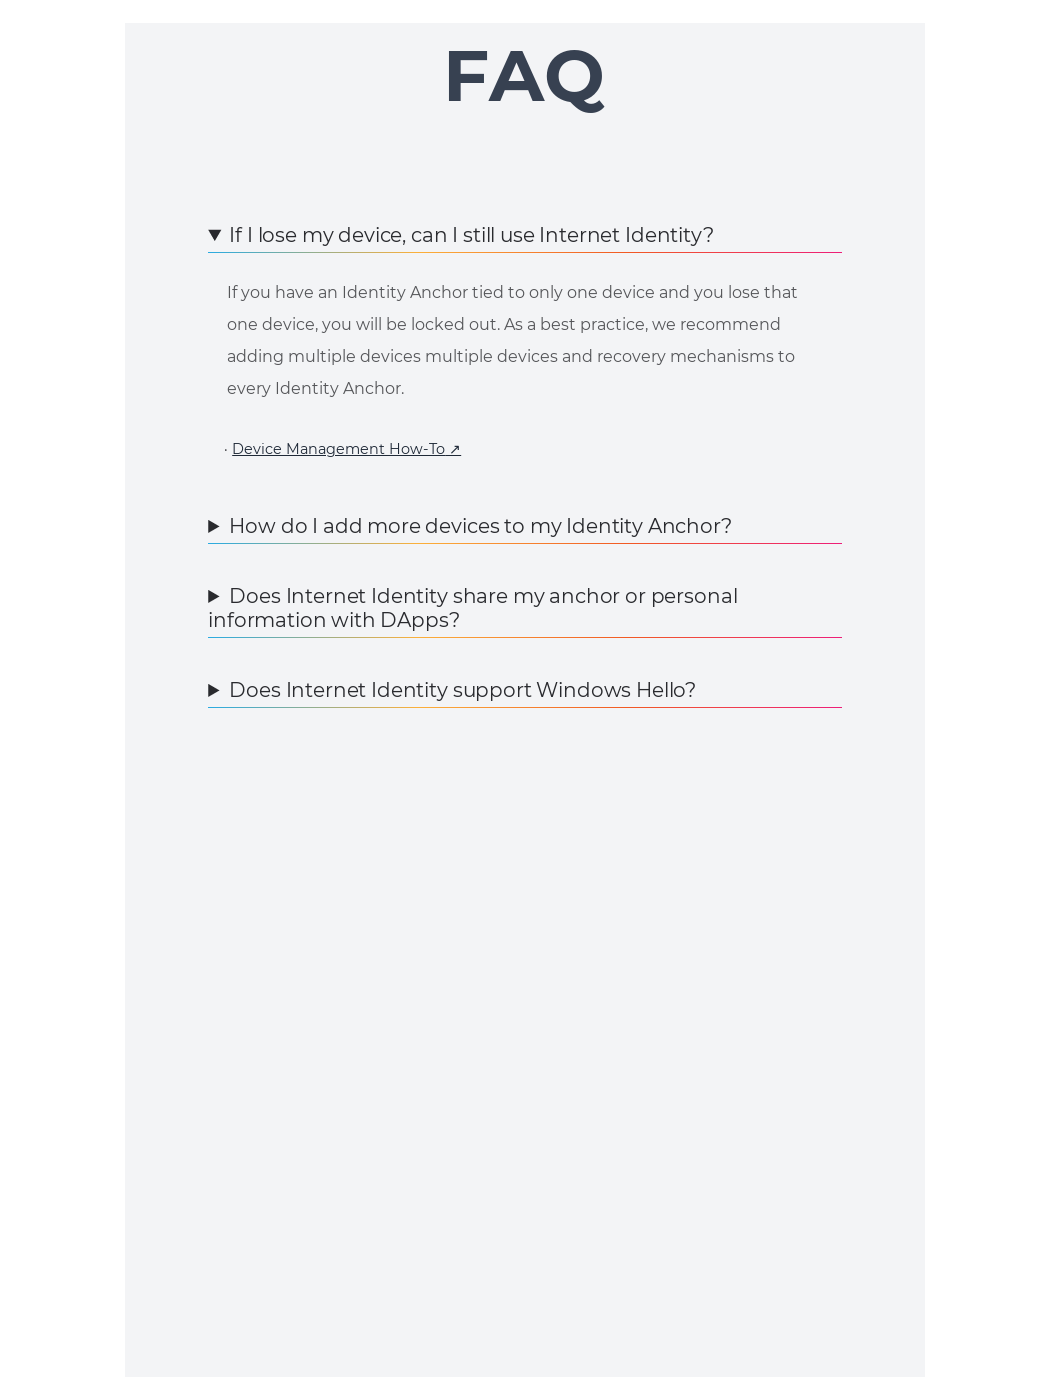 FAQ
▼ If I lose my device, can I still use Internet Identity?
If you have an Identity Anchor tied to only one device and you lose that
one device, you will be locked out. As a best practice, we recommend
adding multiple devices multiple devices and recovery mechanisms to
every Identity Anchor.
· Device Management How-To ↗
▶ How do I add more devices to my Identity Anchor?
▶ Does Internet Identity share my anchor or personal
information with DApps?
▶ Does Internet Identity support Windows Hello?